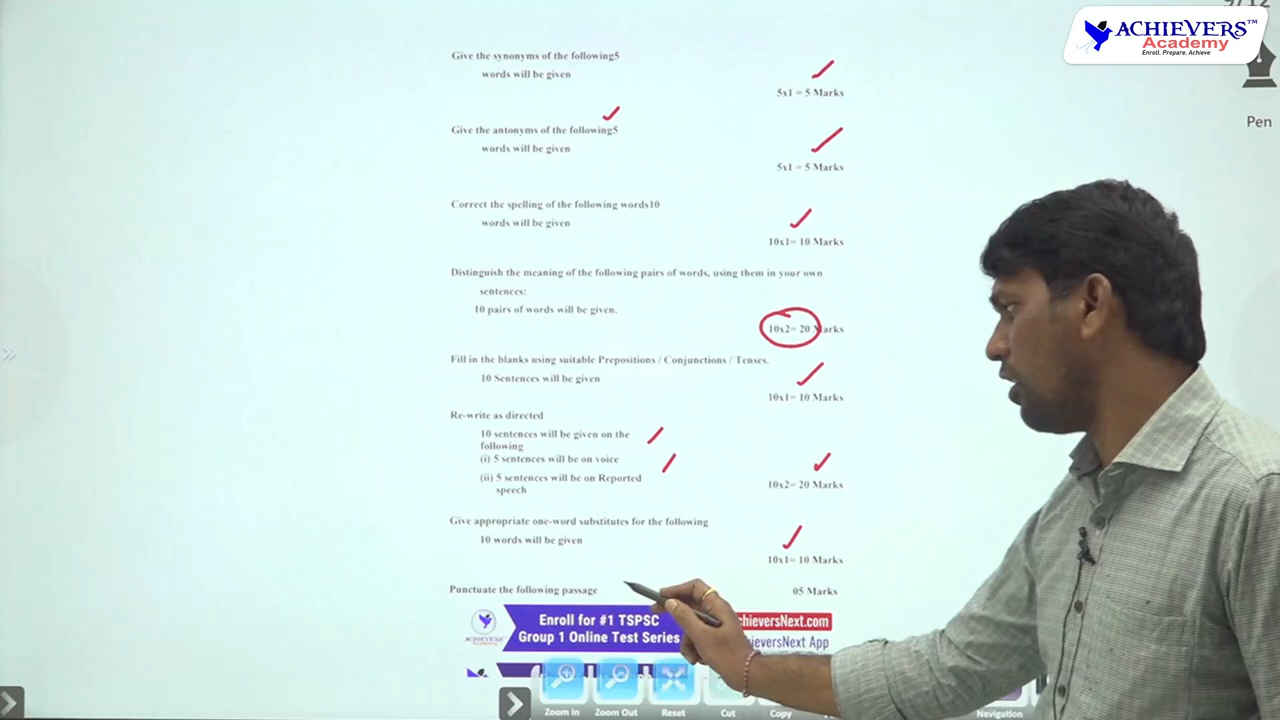 9/12
ACHIEVERS™
Academy
Enroll. Prepare. Achieve
Pen
Give the synonyms of the following5
words will be given
5x1 = 5 Marks
Give the antonyms of the following5
words will be given
5x1 = 5 Marks
Correct the spelling of the following words10
words will be given
10x1= 10 Marks
Distinguish the meaning of the following pairs of words, using them in your own
sentences:
10 pairs of words will be given.
10x2= 20 Marks
Fill in the blanks using suitable Prepositions / Conjunctions / Tenses.
10 Sentences will be given
10x1= 10 Marks
Re-write as directed
10 sentences will be given on the
following
(i) 5 sentences will be on voice
(ii) 5 sentences will be on Reported
speech
10x2= 20 Marks
Give appropriate one-word substitutes for the following
10 words will be given
10x1= 10 Marks
Punctuate the following passage
05 Marks
Enroll for #1 TSPSC
Group 1 Online Test Series
chieversNext.com
ieversNext App
Zoom In
Zoom Out
Reset
Cut
Copy
Navigation